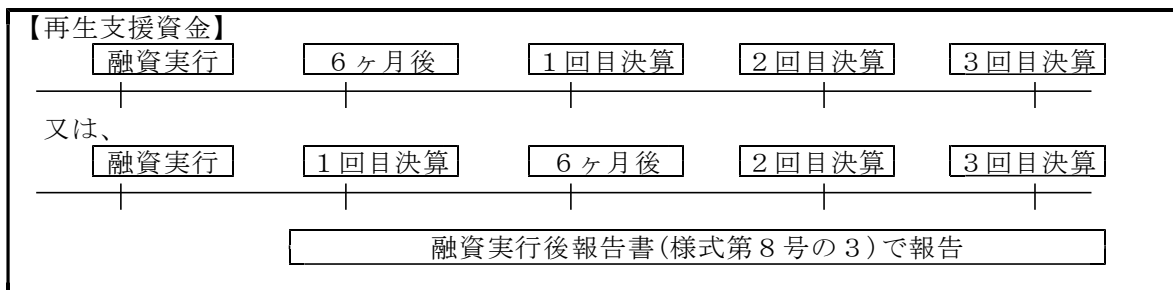 【再生支援資金】
融資実行 6ヶ月後 1回目決算 2回目決算 3回目決算
又は、
融資実行 1回目決算 6ヶ月後 2回目決算 3回目決算
融資実行後報告書(様式第8号の3)で報告